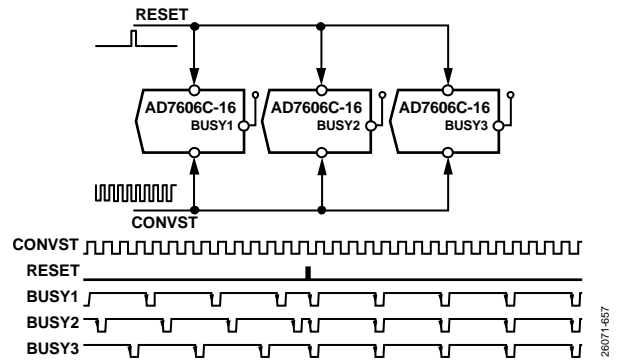 RESET
AD7606C-16
BUSY1
AD7606C-16
BUSY2
AD7606C-16
BUSY3
CONVST
CONVST
RESET
BUSY1
BUSY2
BUSY3
26071-657